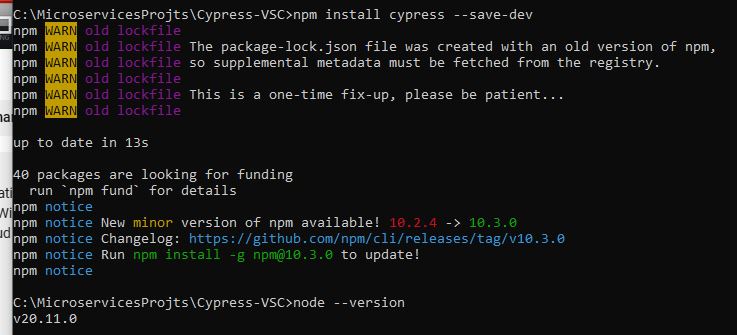 C:\MicroservicesProjts\Cypress-VSC>npm install cypress --save-dev
npm WARN old lockfile
npm WARN old lockfile The package-lock.json file was created with an old version of npm,
npm WARN old lockfile so supplemental metadata must be fetched from the registry.
npm WARN old lockfile
npm WARN old lockfile This is a one-time fix-up, please be patient...
npm WARN old lockfile
up to date in 13s
40 packages are looking for funding
run `npm fund` for details
npm notice
npm notice New minor version of npm available! 10.2.4 -> 10.3.0
npm notice Changelog: https://github.com/npm/cli/releases/tag/v10.3.0
npm notice Run npm install -g npm@10.3.0 to update!
npm notice
C:\MicroservicesProjts\Cypress-VSC>node --version
v20.11.0